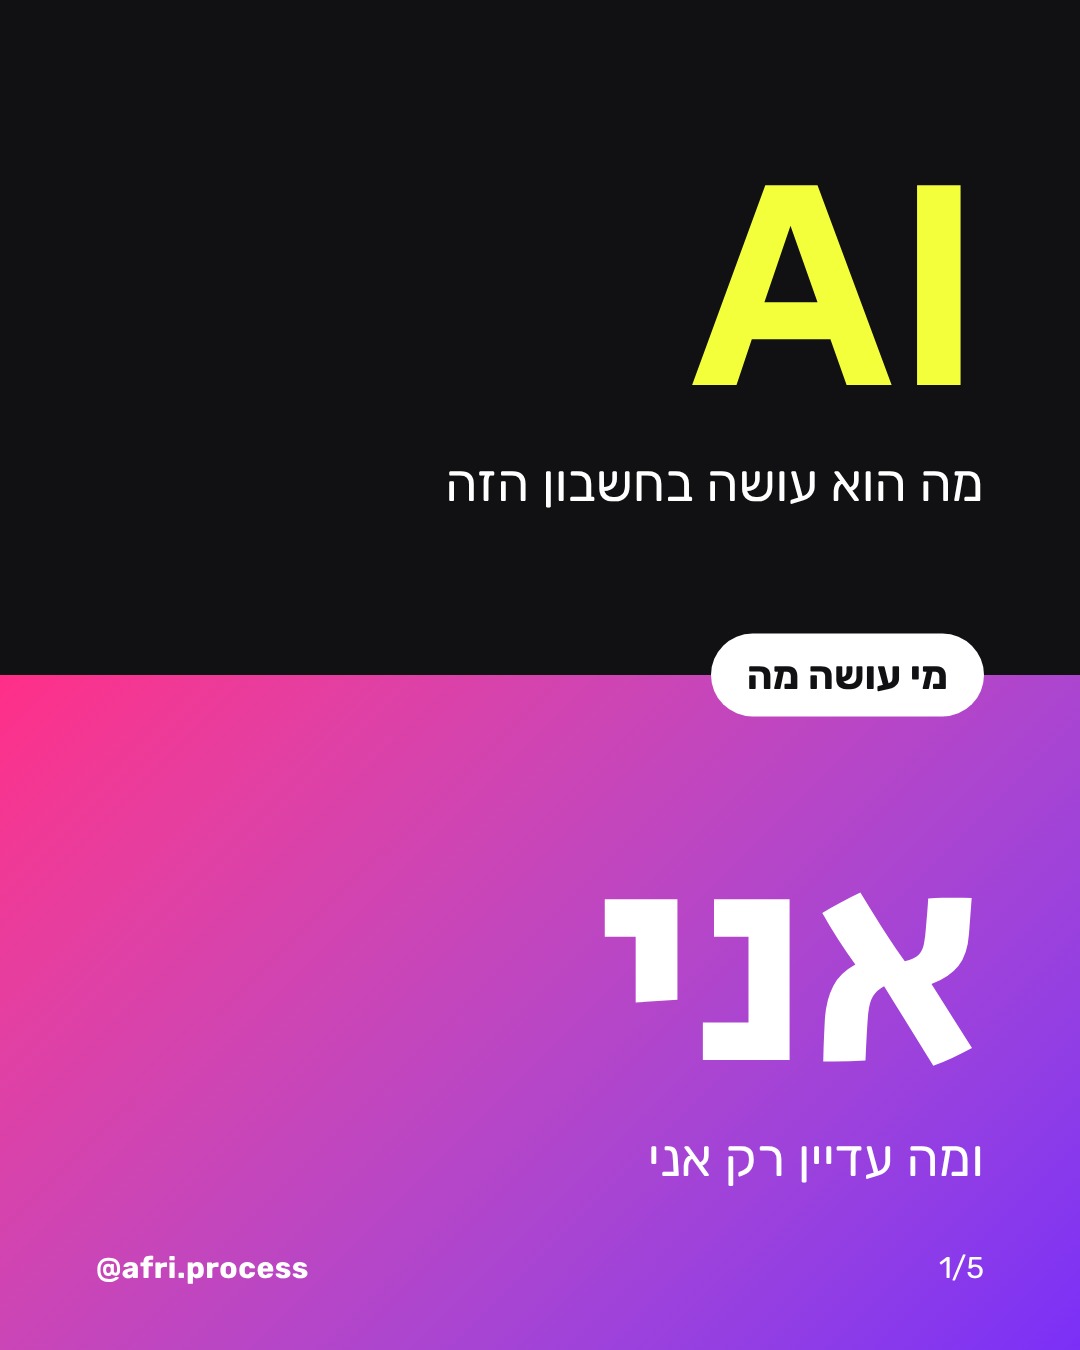 AI
מה הוא עושה בחשבון הזה
מי עושה מה
אני
ומה עדיין רק אני
@afri.process
1/5